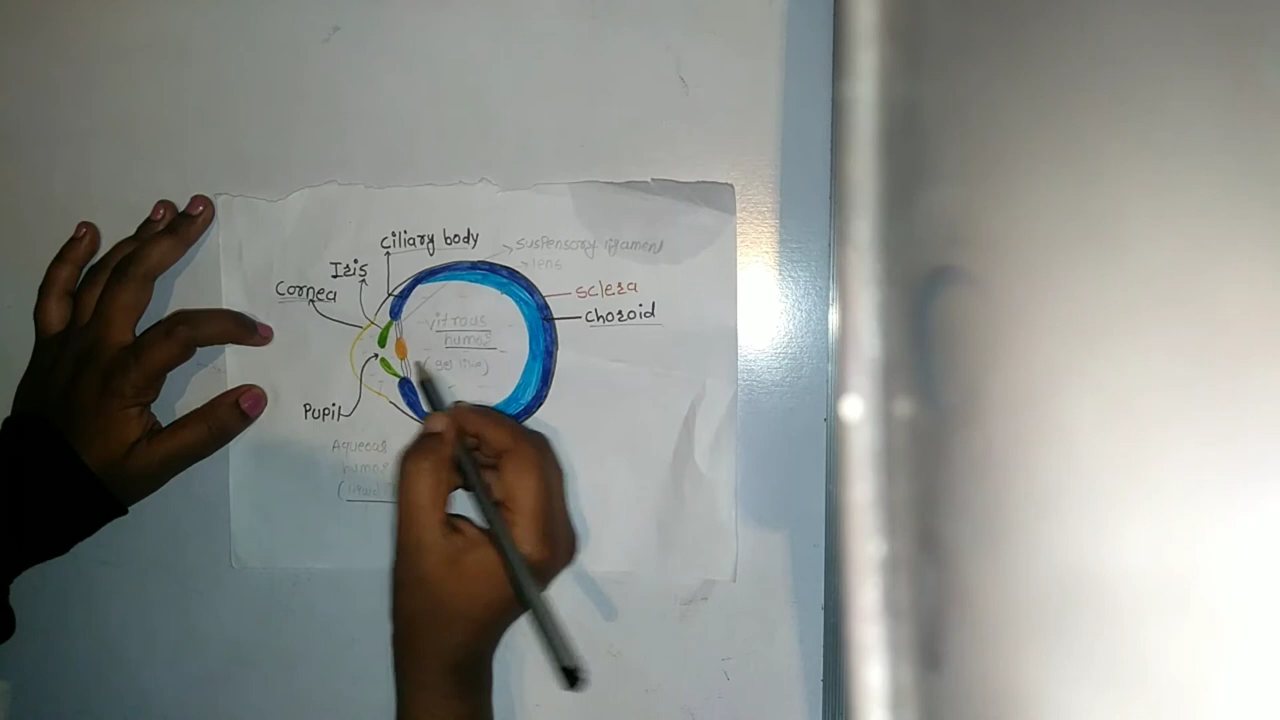 ciliary body
suspensory ligament
Iris
lens
Cornea
sclera
choroid
vitrous
humor
Pupil
Aqueous
humor